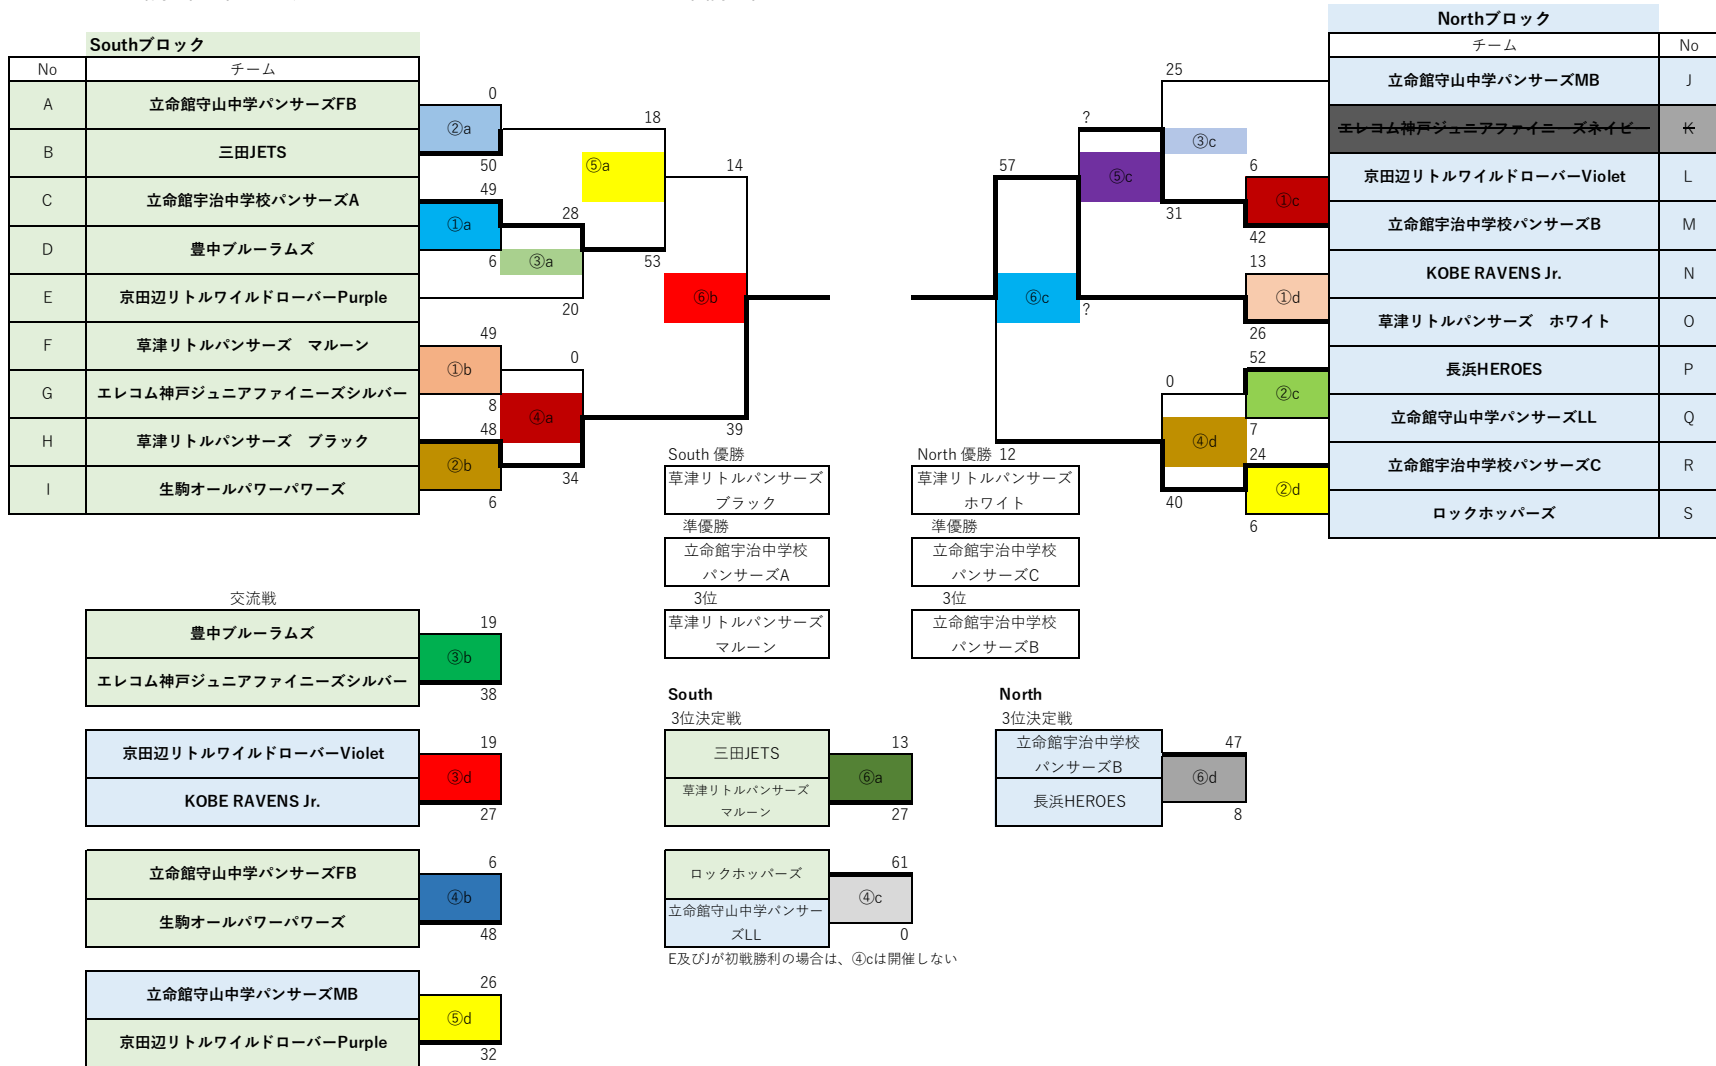 Southブロック
No チーム
A 立命館守山中学パンサーズFB
B 三田JETS
C 立命館宇治中学校パンサーズA
D 豊中ブルーラムズ
E 京田辺リトルワイルドローバーPurple
F 草津リトルパンサーズ　マルーン
G エレコム神戸ジュニアファイニーズシルバー
H 草津リトルパンサーズ　ブラック
I 生駒オールパワーパワーズ
0
②a
50
49
①a
6
49
①b
8
48
②b
6
28
③a
20
0
④a
34
18
⑤a
53
14
⑥b
39
Northブロック
チーム No
立命館守山中学パンサーズMB J
エレコム神戸ジュニアファイニーズネイビー K
京田辺リトルワイルドローバーViolet L
立命館宇治中学校パンサーズB M
KOBE RAVENS Jr. N
草津リトルパンサーズ　ホワイト O
長浜HEROES P
立命館守山中学パンサーズLL Q
立命館宇治中学校パンサーズC R
ロックホッパーズ S
25
③c
31
6
①c
42
13
①d
26
52
②c
7
24
②d
6
0
④d
40
?
⑤c
?
57
⑥c
South 優勝
草津リトルパンサーズ
ブラック
準優勝
立命館宇治中学校
パンサーズA
3位
草津リトルパンサーズ
マルーン
North 優勝 12
草津リトルパンサーズ
ホワイト
準優勝
立命館宇治中学校
パンサーズC
3位
立命館宇治中学校
パンサーズB
交流戦
豊中ブルーラムズ
エレコム神戸ジュニアファイニーズシルバー
19
③b
38
京田辺リトルワイルドローバーViolet
KOBE RAVENS Jr.
19
③d
27
立命館守山中学パンサーズFB
生駒オールパワーパワーズ
6
④b
48
立命館守山中学パンサーズMB
京田辺リトルワイルドローバーPurple
26
⑤d
32
South
3位決定戦
三田JETS
草津リトルパンサーズ
マルーン
13
⑥a
27
ロックホッパーズ
立命館守山中学パンサー
ズLL
61
④c
0
E及びJが初戦勝利の場合は、④cは開催しない
North
3位決定戦
立命館宇治中学校
パンサーズB
長浜HEROES
47
⑥d
8